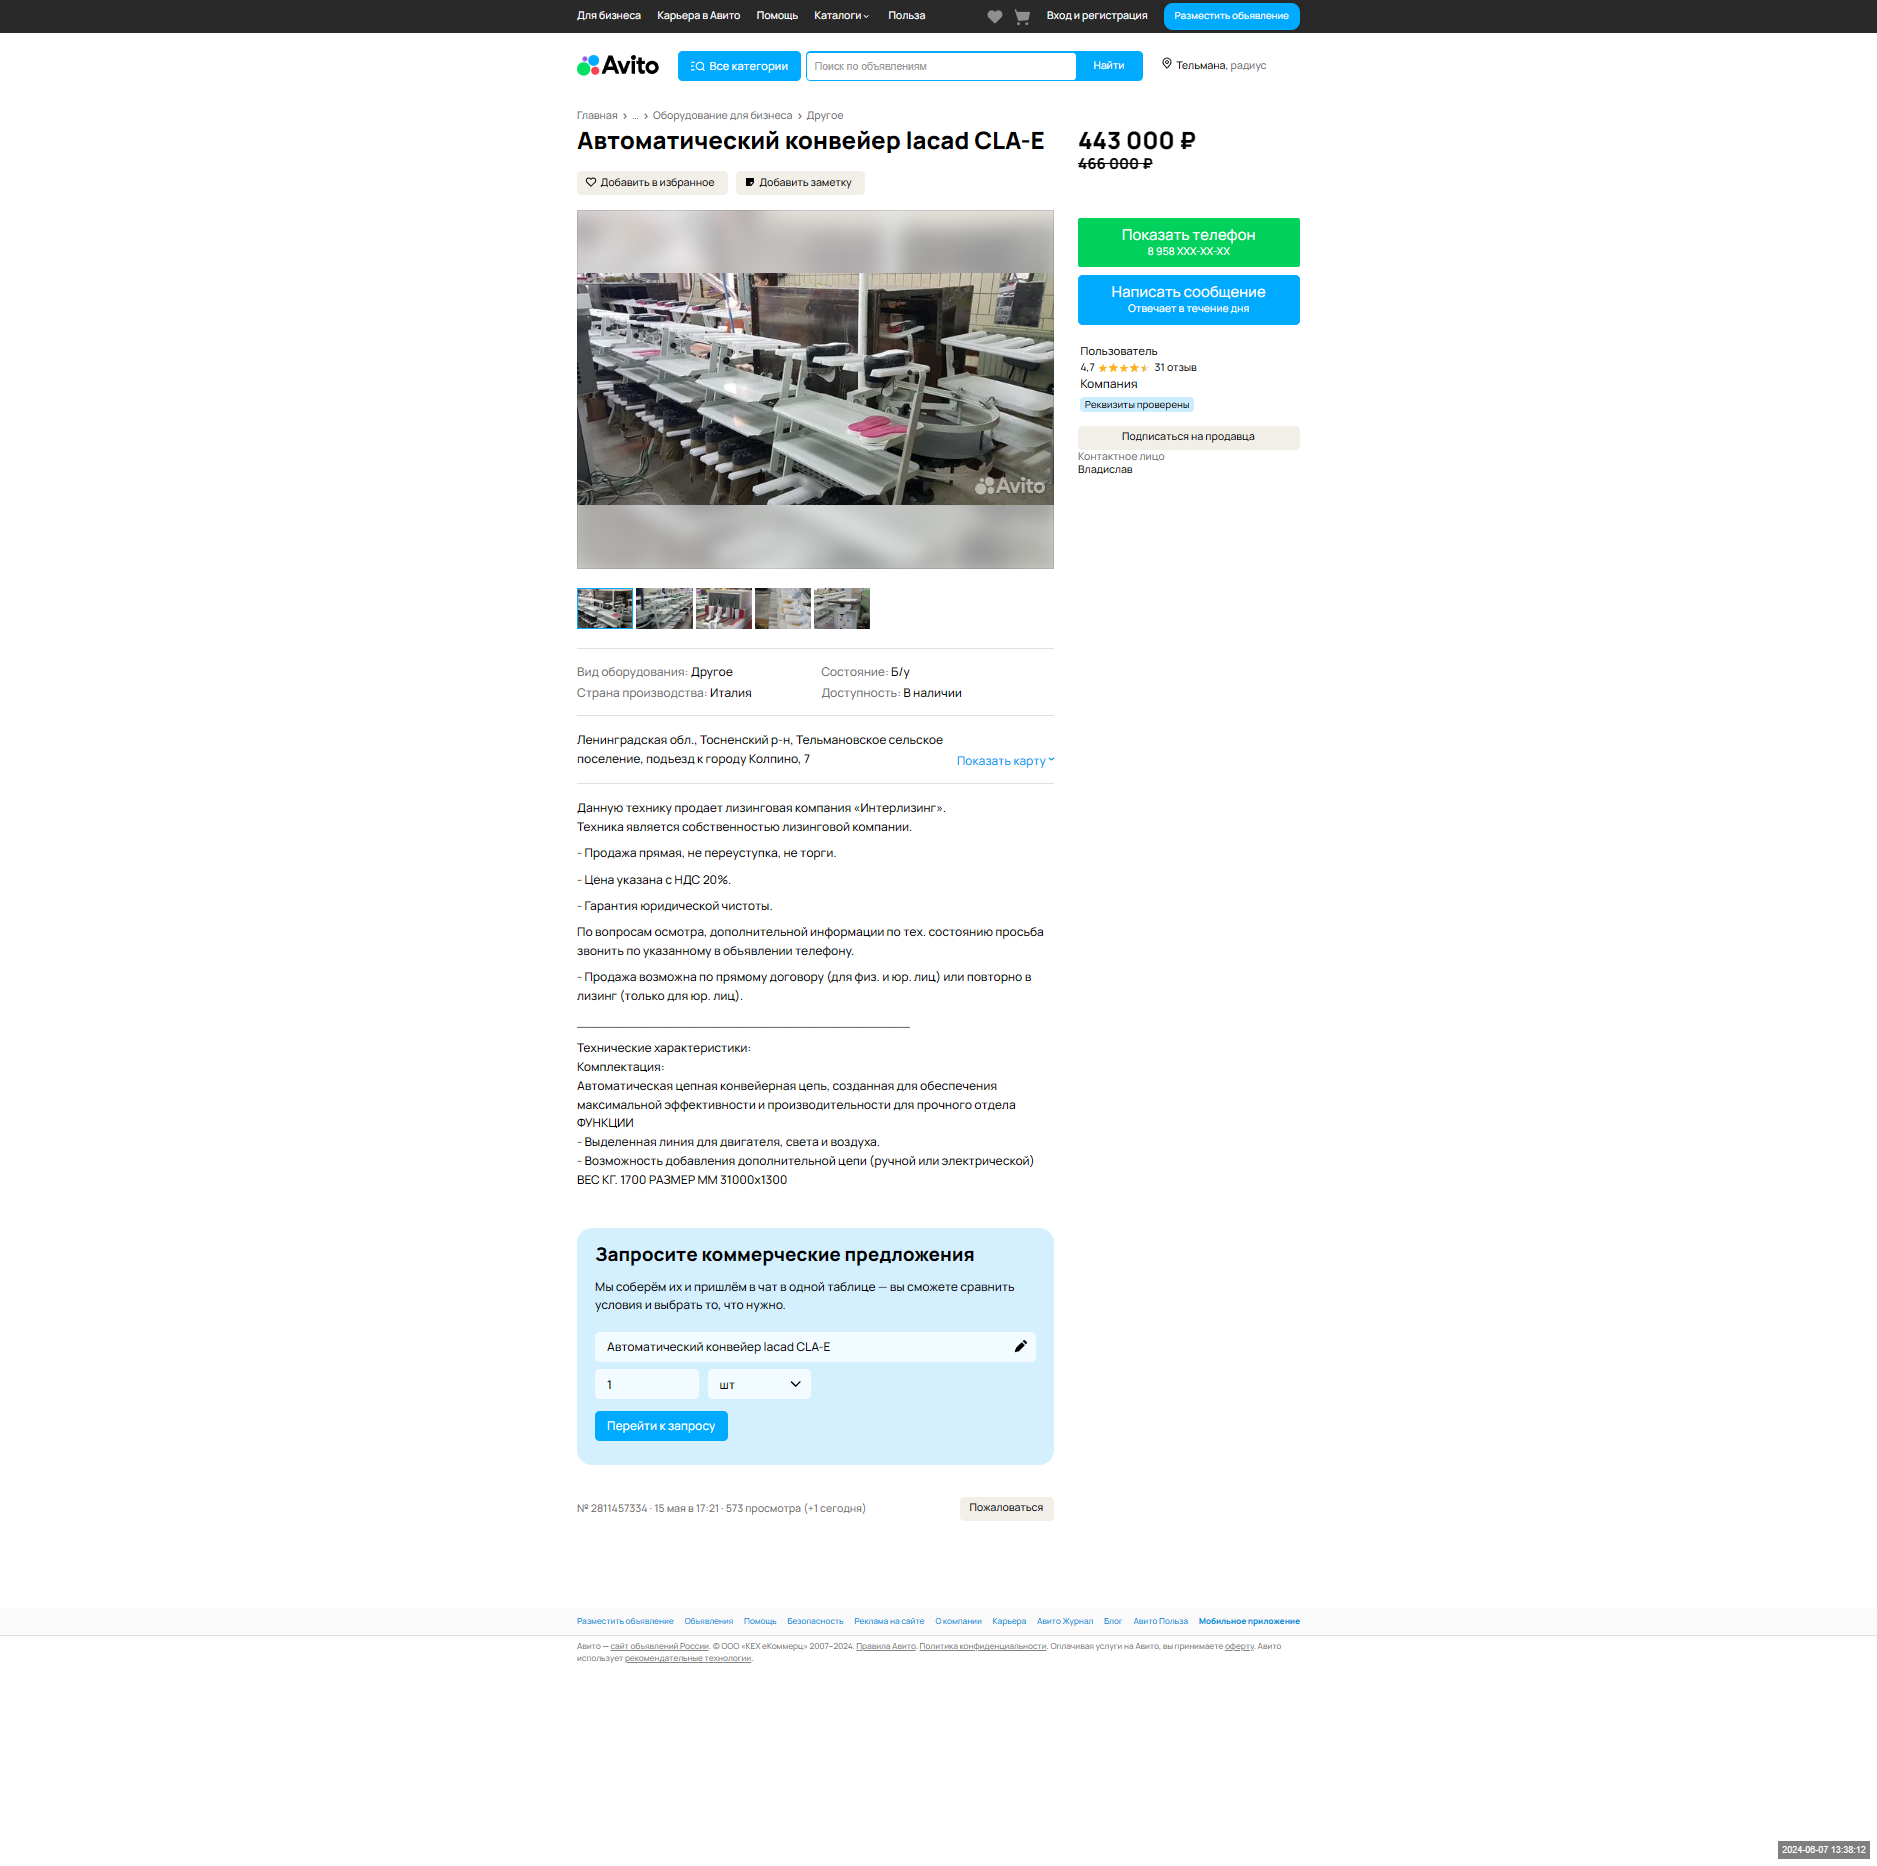 Для бизнеса Карьера в Авито Помощь Каталоги Польза Вход и регистрация Разместить объявление
Avito Все категории Поиск по объявлениям Найти Тельмана, радиус
Главная › ... › Оборудование для бизнеса › Другое
Автоматический конвейер Iacad CLA-E
443 000 ₽
466 000 ₽
Добавить в избранное Добавить заметку
Показать телефон
8 958 XXX-XX-XX
Написать сообщение
Отвечает в течение дня
Пользователь
4,7 31 отзыв
Компания
Реквизиты проверены
Подписаться на продавца
Контактное лицо
Владислав
Avito
Вид оборудования: Другое Состояние: Б/у
Страна производства: Италия Доступность: В наличии
Ленинградская обл., Тосненский р-н, Тельмановское сельское
поселение, подъезд к городу Колпино, 7
Показать карту
Данную технику продает лизинговая компания «Интерлизинг».
Техника является собственностью лизинговой компании.
- Продажа прямая, не переуступка, не торги.
- Цена указана с НДС 20%.
- Гарантия юридической чистоты.
По вопросам осмотра, дополнительной информации по тех. состоянию просьба
звонить по указанному в объявлении телефону.
- Продажа возможна по прямому договору (для физ. и юр. лиц) или повторно в
лизинг (только для юр. лиц).
Технические характеристики:
Комплектация:
Автоматическая цепная конвейерная цепь, созданная для обеспечения
максимальной эффективности и производительности для прочного отдела
ФУНКЦИИ
- Выделенная линия для двигателя, света и воздуха.
- Возможность добавления дополнительной цепи (ручной или электрической)
ВЕС КГ. 1700 РАЗМЕР ММ 31000x1300
Запросите коммерческие предложения
Мы соберём их и пришлём в чат в одной таблице — вы сможете сравнить
условия и выбрать то, что нужно.
Автоматический конвейер Iacad CLA-E
1 шт
Перейти к запросу
№ 2811457334 · 15 мая в 17:21 · 573 просмотра (+1 сегодня)
Пожаловаться
Разместить объявление Объявления Помощь Безопасность Реклама на сайте О компании Карьера Авито Журнал Блог Авито Польза Мобильное приложение
Авито — сайт объявлений России. © ООО «КЕХ еКоммерц» 2007–2024. Правила Авито. Политика конфиденциальности. Оплачивая услуги на Авито, вы принимаете оферту. Авито
использует рекомендательные технологии.
2024-06-07 13:38:12